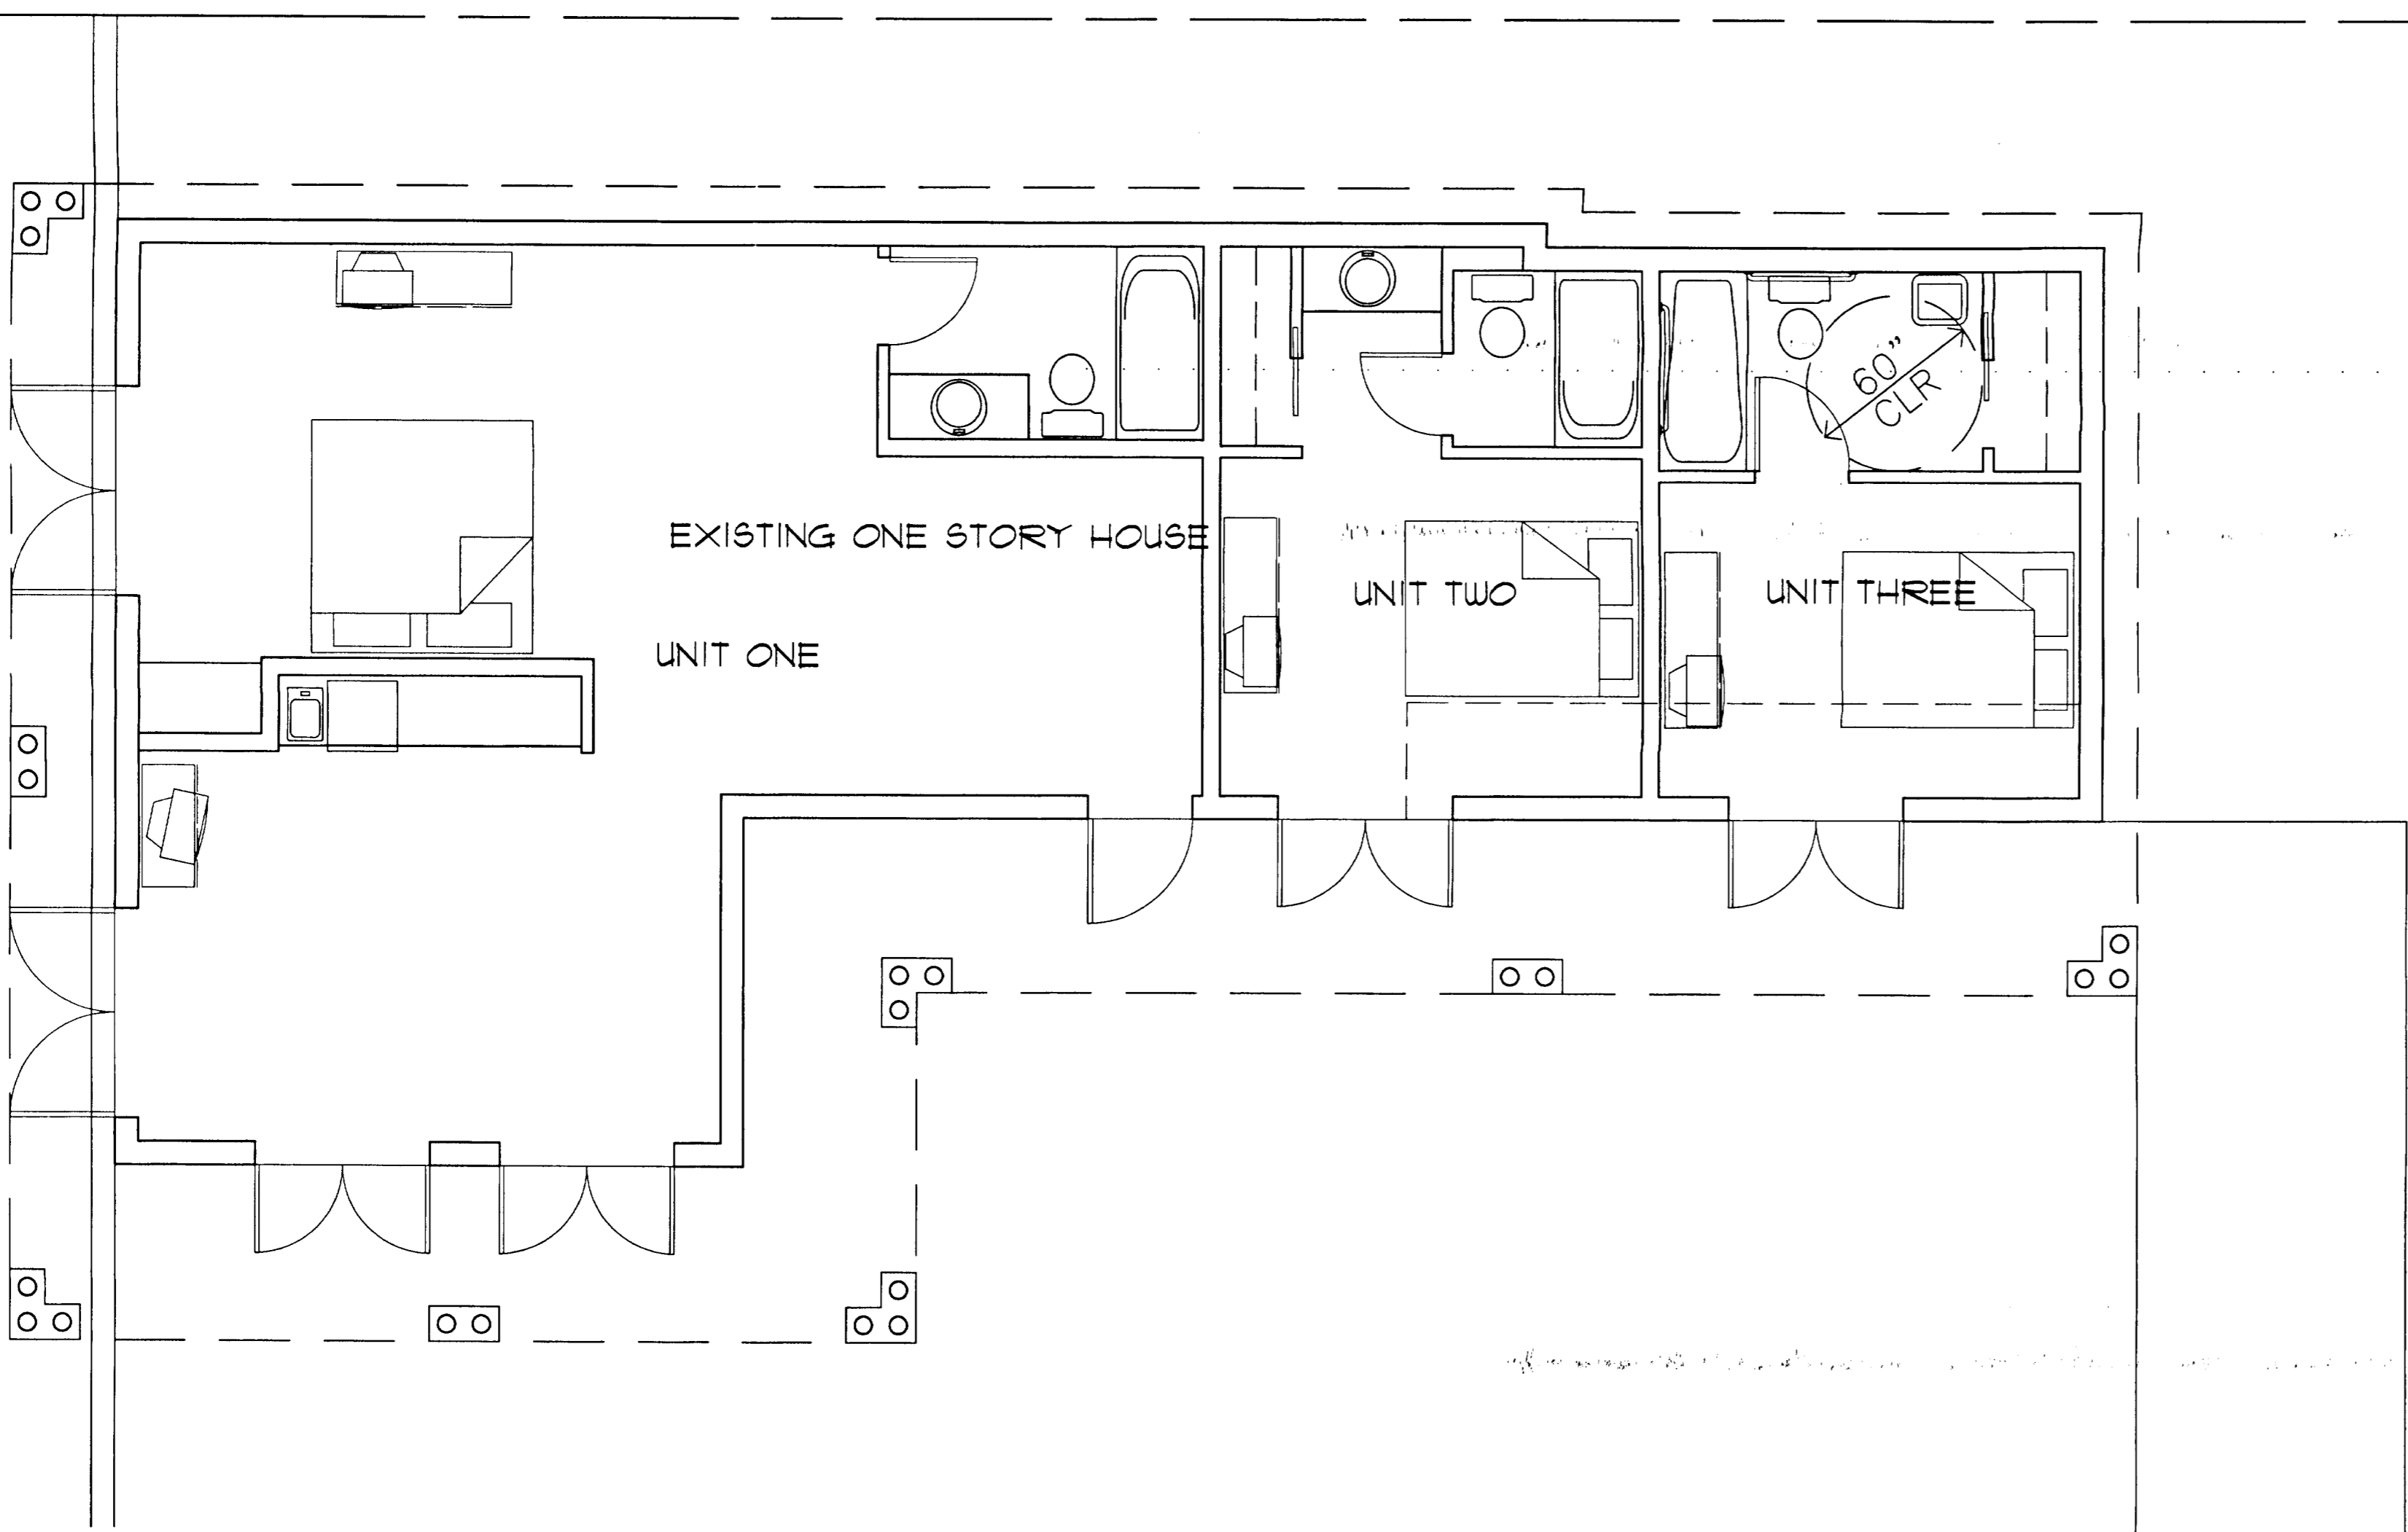 60"
CLR
EXISTING ONE STORY HOUSE
UNIT ONE
UNIT TWO
UNIT THREE